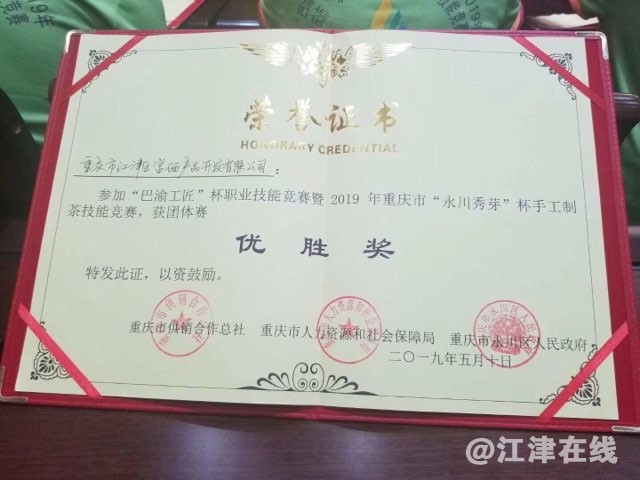 2019年
荣誉证书
HONORARY CREDENTIAL
重庆市江津区富硒产品开发有限公司：
参加“巴渝工匠”杯职业技能竞赛暨2019年重庆市“永川秀芽”杯手工制
茶技能竞赛，获团体赛
优胜奖
特发此证，以资鼓励。
重庆市供销合作总社 重庆市人力资源和社会保障局 重庆市永川区人民政府
二〇一九年五月十日
@江津在线